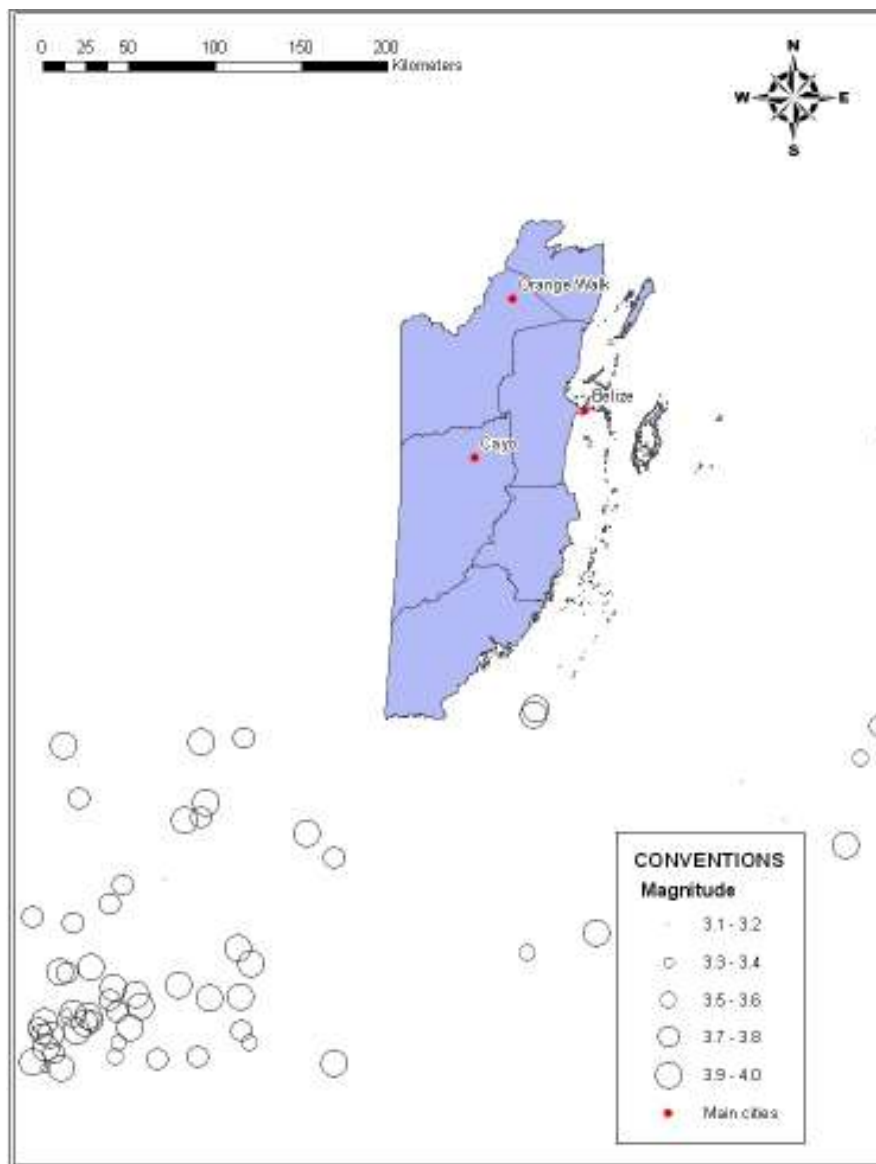 0 25 50 100 150 200
Kilometers
N
W E
S
Orange Walk
Belize
Cayo
CONVENTIONS
Magnitude
3.1 - 3.2
3.3 - 3.4
3.5 - 3.6
3.7 - 3.8
3.9 - 4.0
Main cities